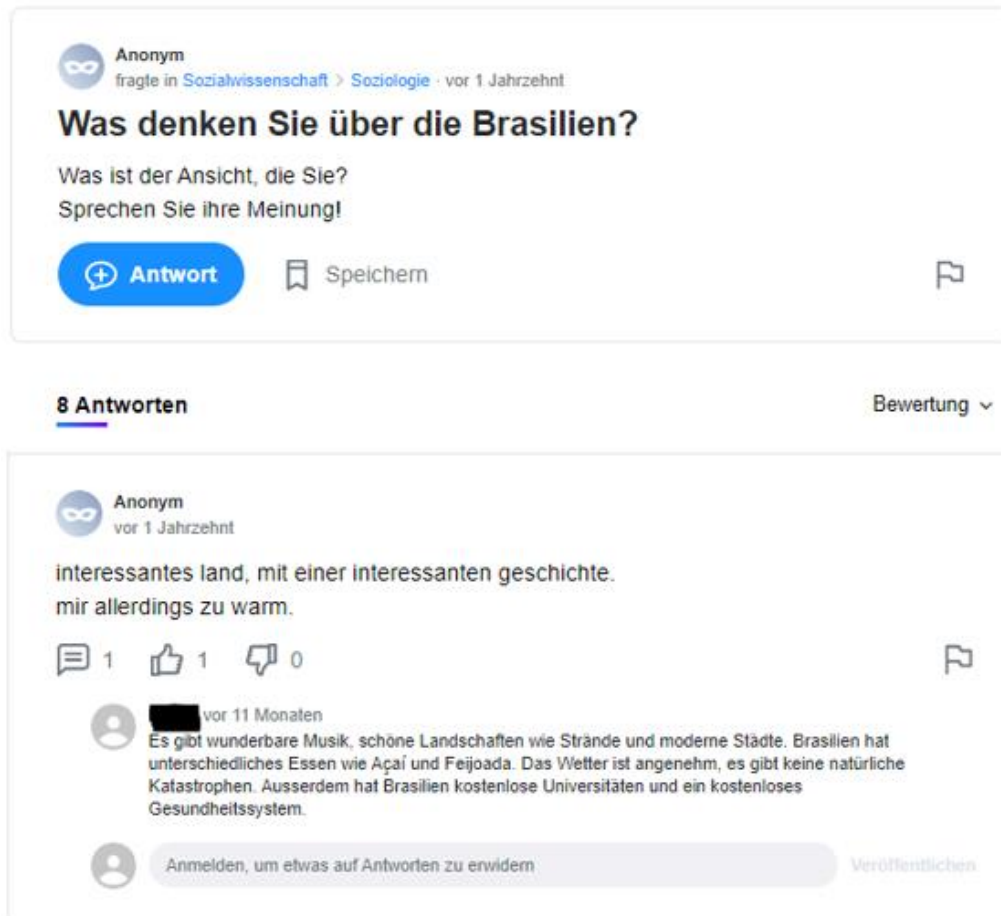 Anonym
fragte in Sozialwissenschaft > Soziologie · vor 1 Jahrzehnt
Was denken Sie über die Brasilien?
Was ist der Ansicht, die Sie?
Sprechen Sie ihre Meinung!
Antwort Speichern
8 Antworten Bewertung
Anonym
vor 1 Jahrzehnt
interessantes land, mit einer interessanten geschichte.
mir allerdings zu warm.
1 1 0
vor 11 Monaten
Es gibt wunderbare Musik, schöne Landschaften wie Strände und moderne Städte. Brasilien hat
unterschiedliches Essen wie Açaí und Feijoada. Das Wetter ist angenehm, es gibt keine natürliche
Katastrophen. Ausserdem hat Brasilien kostenlose Universitäten und ein kostenloses
Gesundheitssystem.
Anmelden, um etwas auf Antworten zu erwidern Veröffentlichen